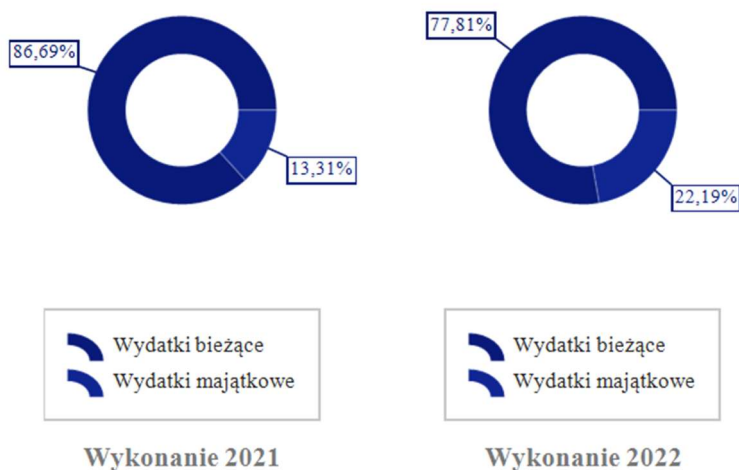 86,69%
13,31%
Wydatki bieżące
Wydatki majątkowe
Wykonanie 2021
77,81%
22,19%
Wydatki bieżące
Wydatki majątkowe
Wykonanie 2022